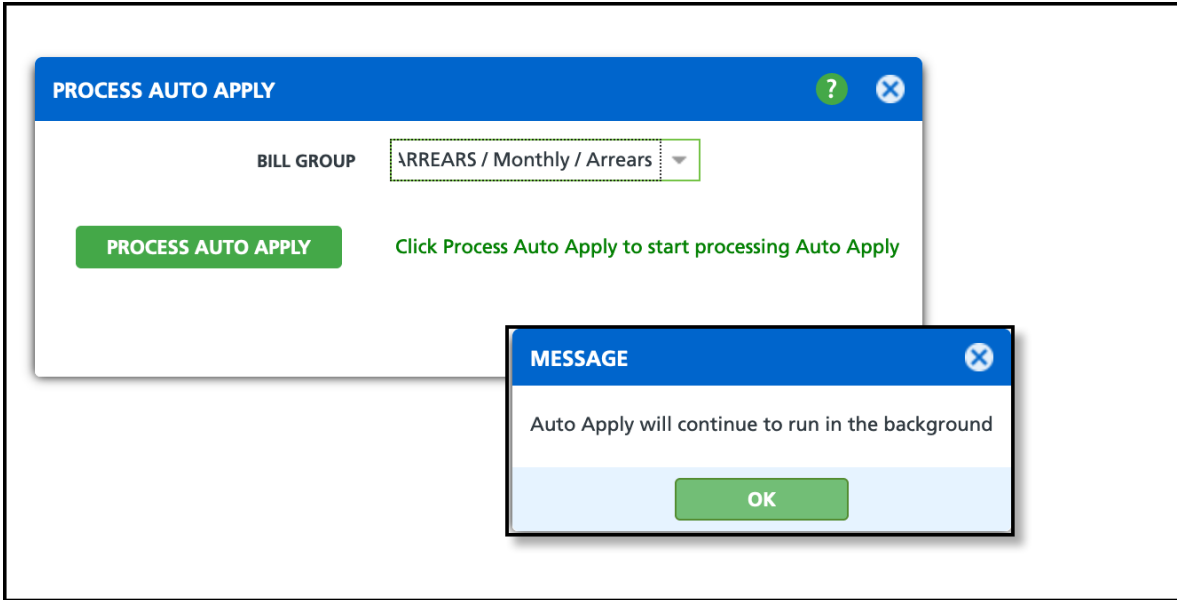 PROCESS AUTO APPLY
?
BILL GROUP
ARREARS / Monthly / Arrears
PROCESS AUTO APPLY
Click Process Auto Apply to start processing Auto Apply
MESSAGE
Auto Apply will continue to run in the background
OK